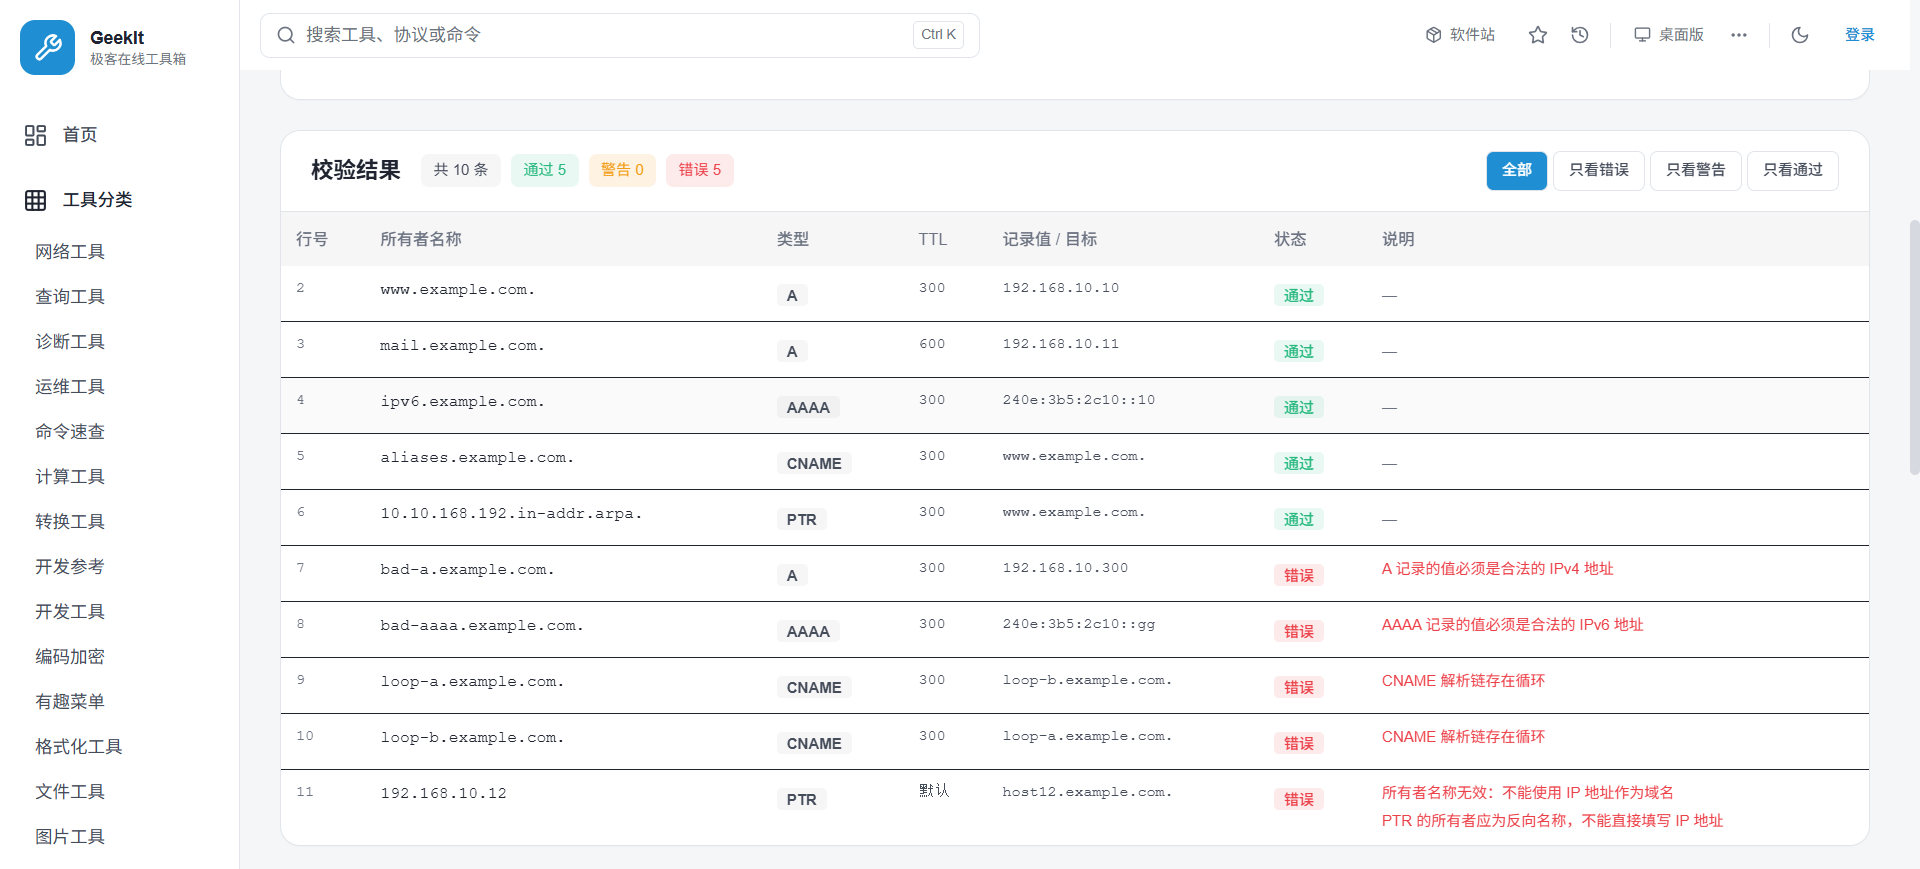 GeekIt
极客在线工具箱
搜索工具、协议或命令
Ctrl K
软件站
桌面版
登录
首页
工具分类
网络工具
查询工具
诊断工具
运维工具
命令速查
计算工具
转换工具
开发参考
开发工具
编码加密
有趣菜单
格式化工具
文件工具
图片工具
校验结果 共 10 条 通过 5 警告 0 错误 5
全部 只看错误 只看警告 只看通过
行号 所有者名称 类型 TTL 记录值 / 目标 状态 说明
2 www.example.com. A 300 192.168.10.10 通过 —
3 mail.example.com. A 600 192.168.10.11 通过 —
4 ipv6.example.com. AAAA 300 240e:3b5:2c10::10 通过 —
5 aliases.example.com. CNAME 300 www.example.com. 通过 —
6 10.10.168.192.in-addr.arpa. PTR 300 www.example.com. 通过 —
7 bad-a.example.com. A 300 192.168.10.300 错误 A 记录的值必须是合法的 IPv4 地址
8 bad-aaaa.example.com. AAAA 300 240e:3b5:2c10::gg 错误 AAAA 记录的值必须是合法的 IPv6 地址
9 loop-a.example.com. CNAME 300 loop-b.example.com. 错误 CNAME 解析链存在循环
10 loop-b.example.com. CNAME 300 loop-a.example.com. 错误 CNAME 解析链存在循环
11 192.168.10.12 PTR 默认 host12.example.com. 错误 所有者名称无效：不能使用 IP 地址作为域名
PTR 的所有者应为反向名称，不能直接填写 IP 地址